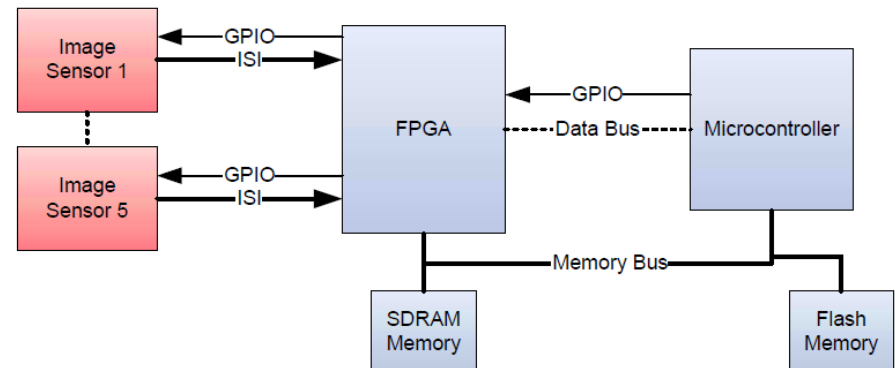 Image
Sensor 1
GPIO
ISI
FPGA
GPIO
Data Bus
Microcontroller
Image
Sensor 5
GPIO
ISI
Memory Bus
SDRAM
Memory
Flash
Memory